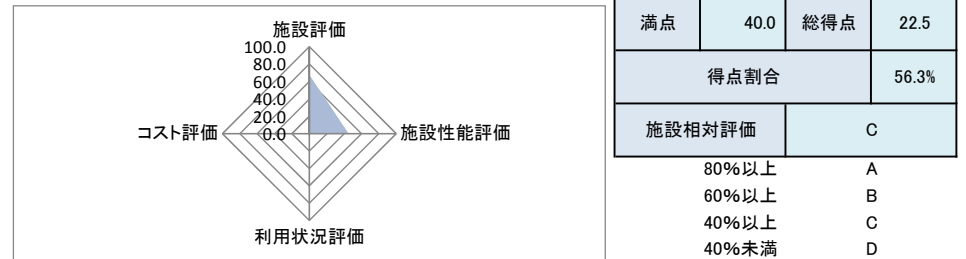 施設評価
100.0
80.0
60.0
40.0
20.0
0.0
コスト評価
施設性能評価
利用状況評価
満点 40.0 総得点 22.5
得点割合 56.3%
施設相対評価 C
80%以上 A
60%以上 B
40%以上 C
40%未満 D